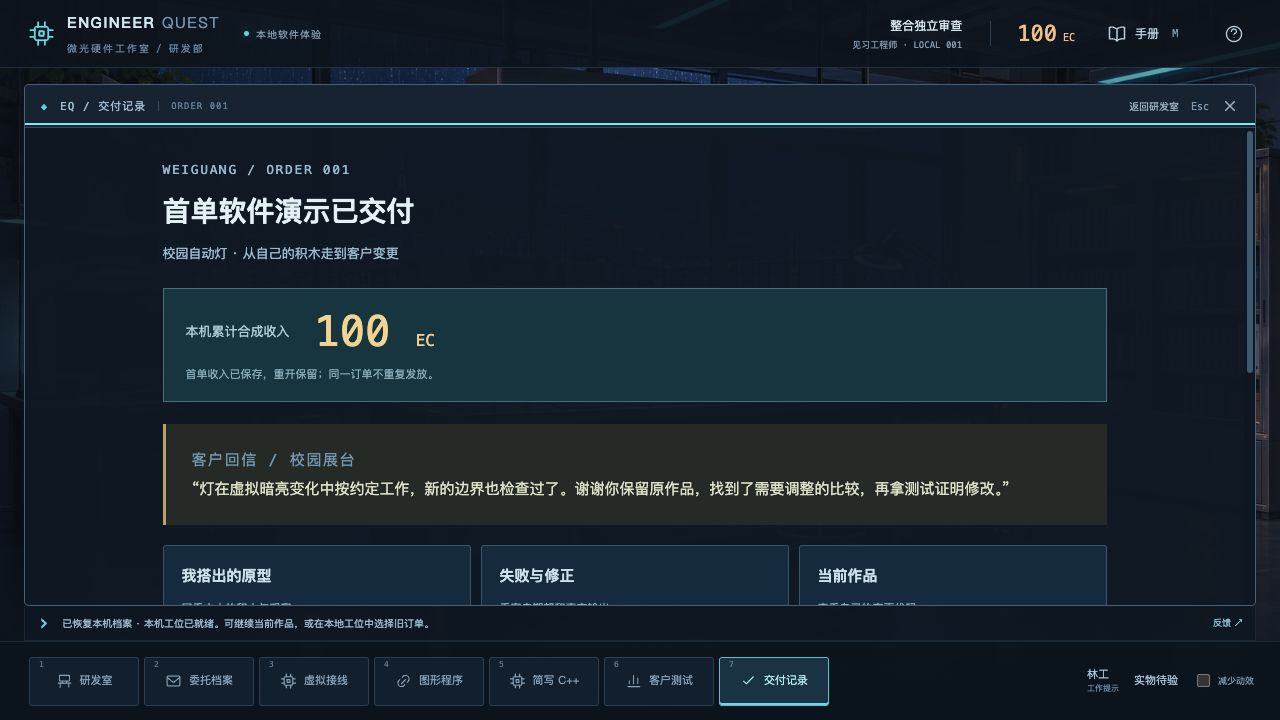 ENGINEER QUEST
微光硬件工作室 / 研发部
本地软件体验
整合独立审查
见习工程师 · LOCAL 001
100 EC
手册 M
EQ / 交付记录
ORDER 001
返回研发室 Esc
WEIGUANG / ORDER 001
首单软件演示已交付
校园自动灯 · 从自己的积木走到客户变更
本机累计合成收入 100 EC
首单收入已保存，重开保留；同一订单不重复发放。
客户回信 / 校园展台
“灯在虚拟暗亮变化中按约定工作，新的边界也检查过了。谢谢你保留原作品，找到了需要调整的比较，再拿测试证明修改。”
我搭出的原型
失败与修正
当前作品
已恢复本机档案 · 本机工位已就绪。可继续当前作品，或在本地工位中选择旧订单。
反馈
1 研发室
2 委托档案
3 虚拟接线
4 图形程序
5 简写 C++
6 客户测试
7 交付记录
林工
工作提示
实物待验
减少动效